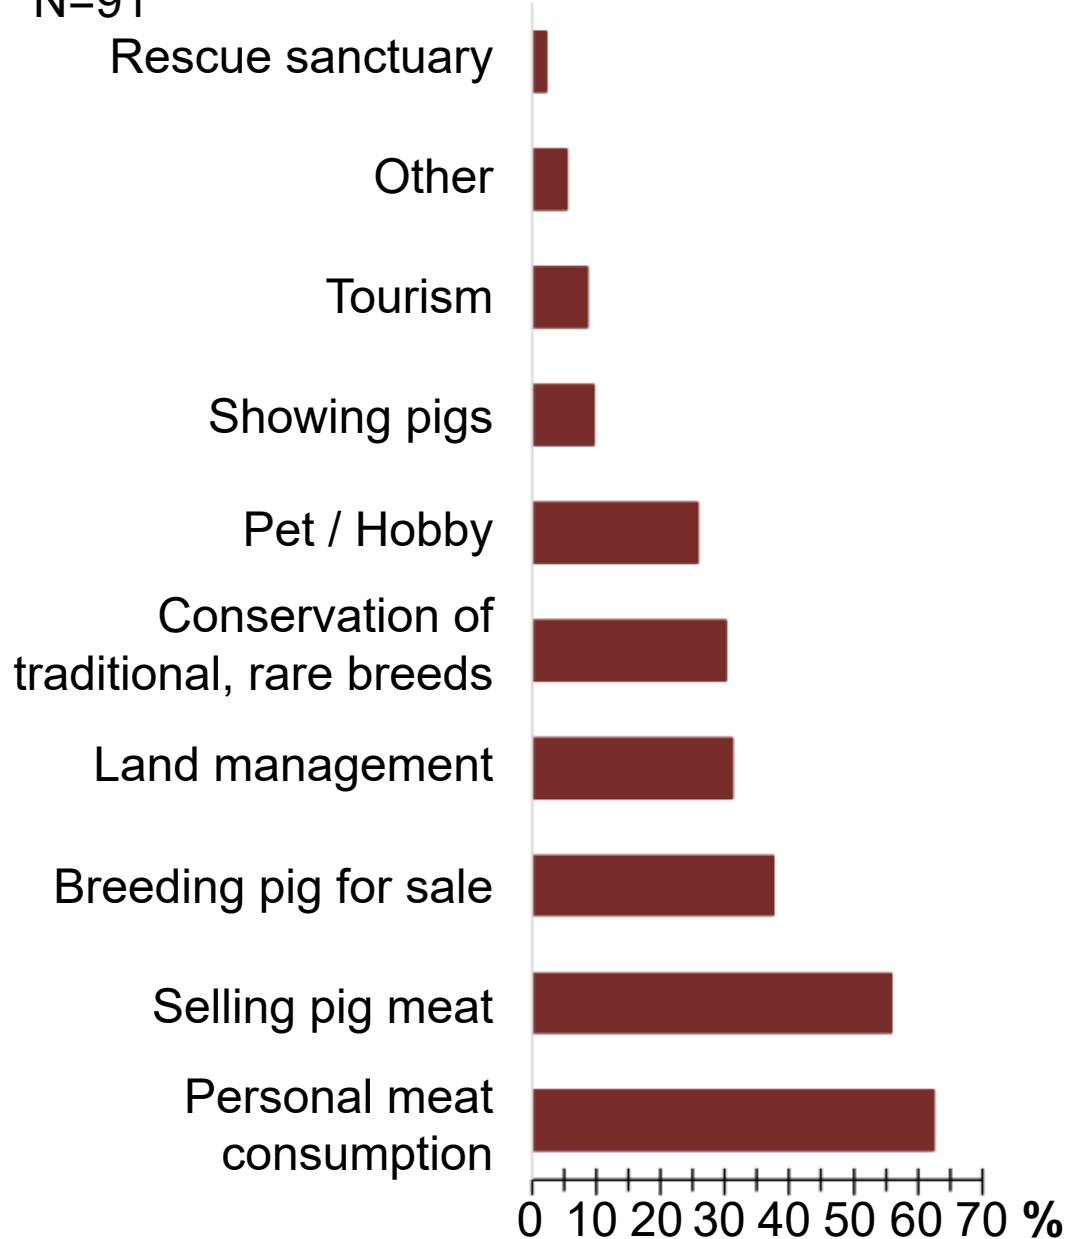 N=91
Rescue sanctuary
Other
Tourism
Showing pigs
Pet / Hobby
Conservation of
traditional, rare breeds
Land management
Breeding pig for sale
Selling pig meat
Personal meat
consumption
0 10 20 30 40 50 60 70 %